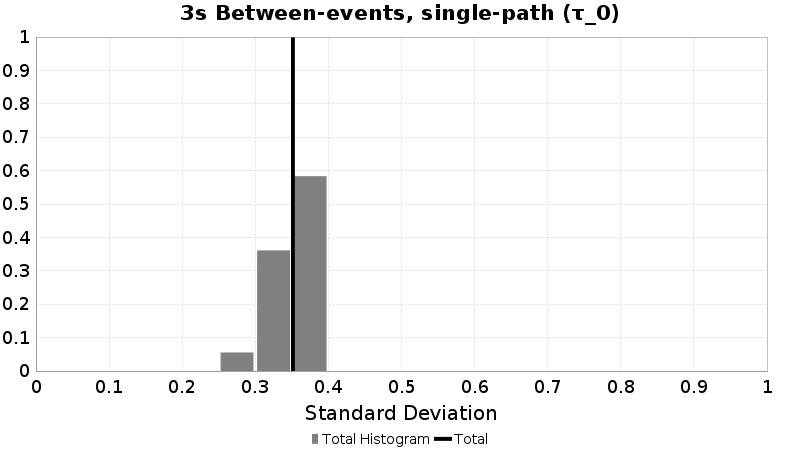 3s Between-events, single-path (τ_0)
1
0.9
0.8
0.7
0.6
0.5
0.4
0.3
0.2
0.1
0
0 0.1 0.2 0.3 0.4 0.5 0.6 0.7 0.8 0.9 1
Standard Deviation
Total Histogram Total